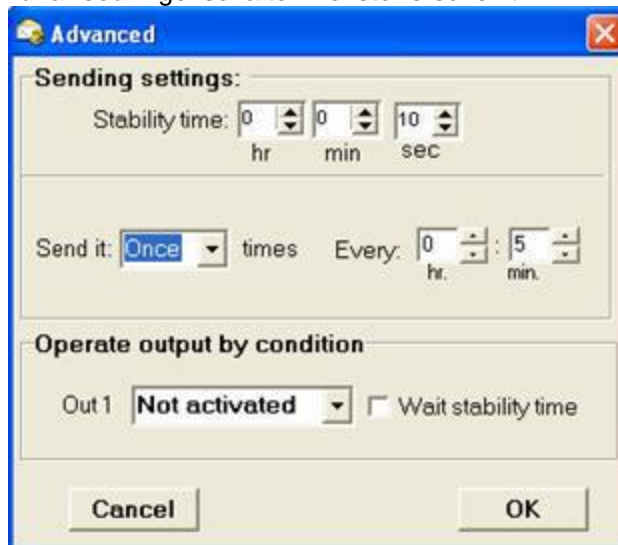 Advanced
Sending settings:
Stability time: 0 0 10
hr min sec
Send it: Once times Every: 0 : 5
hr. min.
Operate output by condition
Out 1 Not activated Wait stability time
Cancel OK